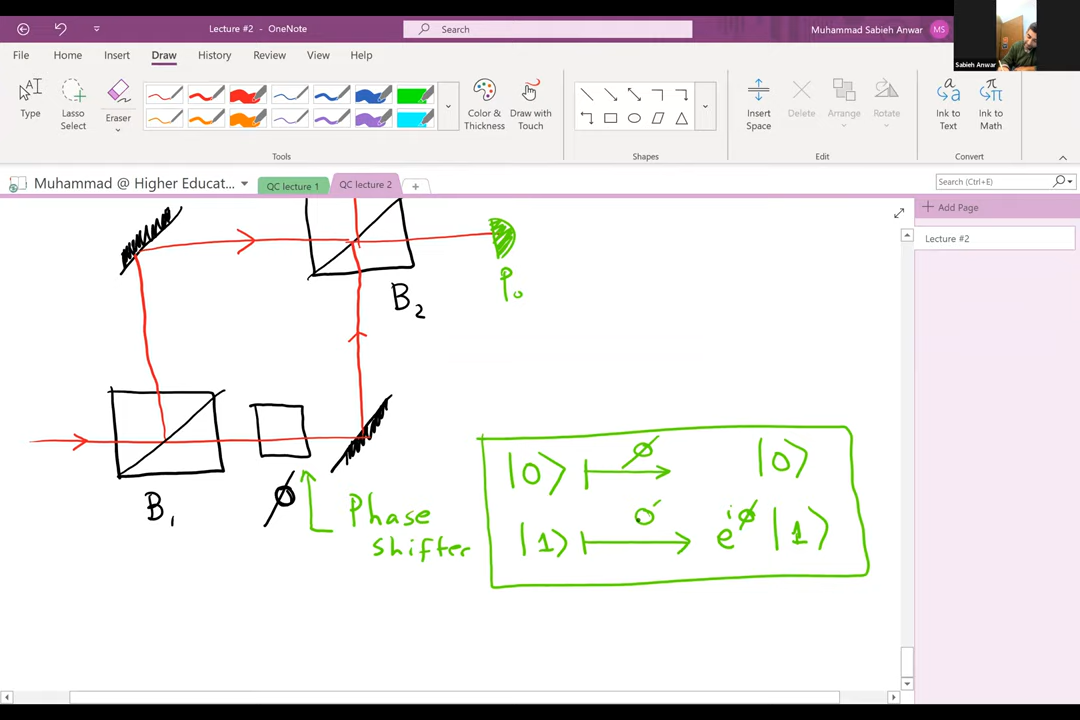 Lecture #2 - OneNote
Search
Muhammad Sabieh Anwar
MS
Sabieh Anwar
File Home Insert Draw History Review View Help
Type
Lasso Select
Eraser
Color & Thickness
Draw with Touch
Insert Space
Delete
Arrange
Rotate
Ink to Text
Ink to Math
Tools
Shapes
Edit
Convert
Muhammad @ Higher Educat...
QC lecture 1
QC lecture 2
Search (Ctrl+E)
Add Page
Lecture #2
P₀
B₂
B₁
ϕ
Phase shifter
|0⟩ ↦ ϕ |0⟩
|1⟩ ↦ e^{iϕ} |1⟩